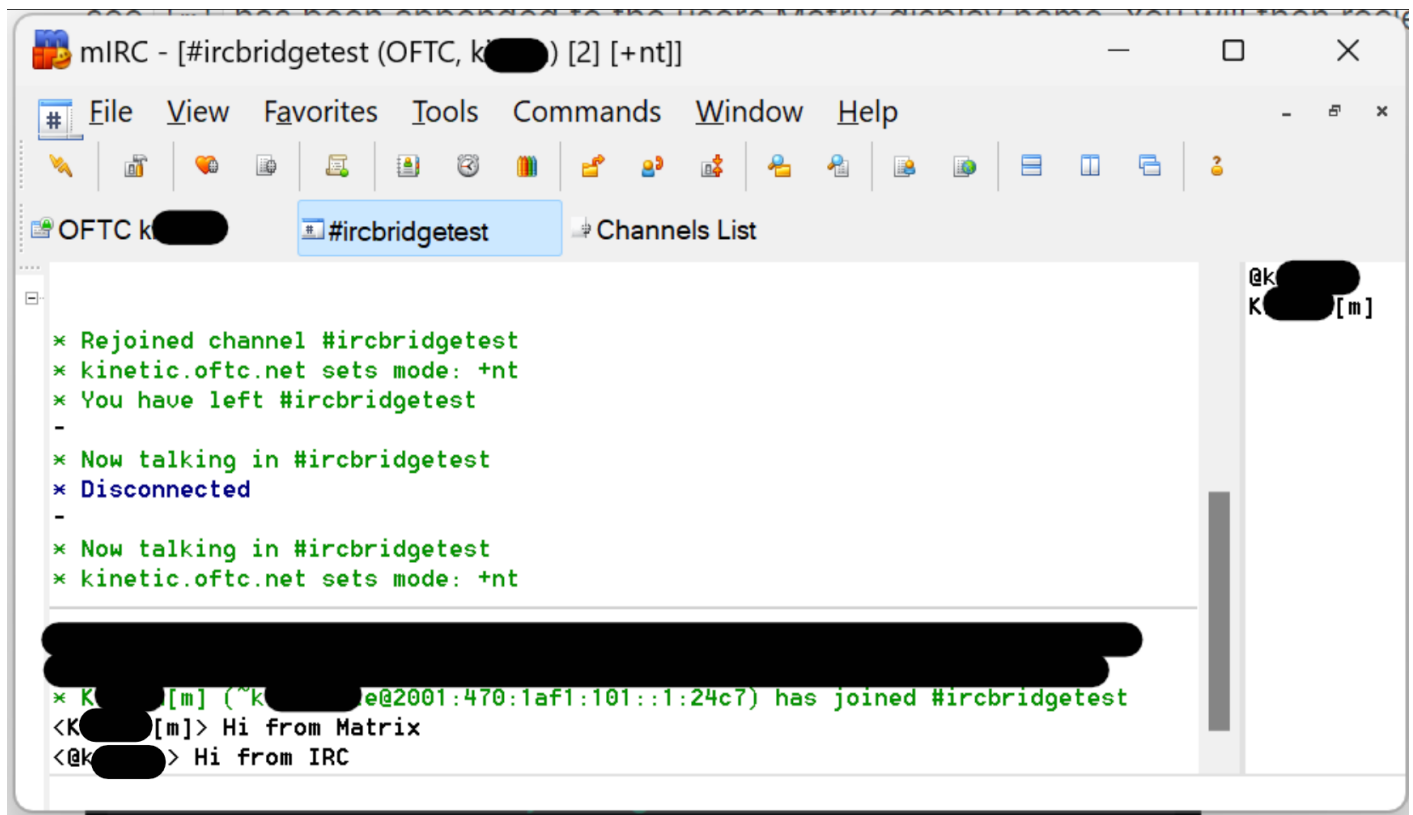 mIRC - [#ircbridgetest (OFTC, k ) [2] [+nt]]
# File View Favorites Tools Commands Window Help
OFTC k #ircbridgetest Channels List
@k
K [m]
* Rejoined channel #ircbridgetest
* kinetic.oftc.net sets mode: +nt
* You have left #ircbridgetest
-
* Now talking in #ircbridgetest
* Disconnected
-
* Now talking in #ircbridgetest
* kinetic.oftc.net sets mode: +nt
* K [m] (~k e@2001:470:1af1:101::1:24c7) has joined #ircbridgetest
<K [m]> Hi from Matrix
<@k > Hi from IRC